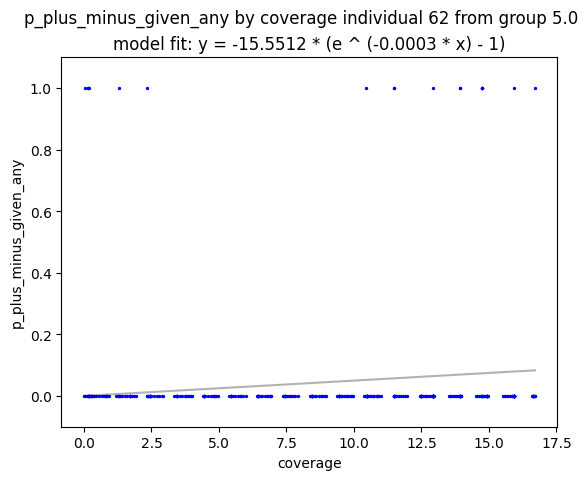 p_plus_minus_given_any by coverage individual 62 from group 5.0
model fit: y = -15.5512 * (e ^ (-0.0003 * x) - 1)
1.0
0.8
0.6
0.4
0.2
0.0
p_plus_minus_given_any
0.0 2.5 5.0 7.5 10.0 12.5 15.0 17.5
coverage